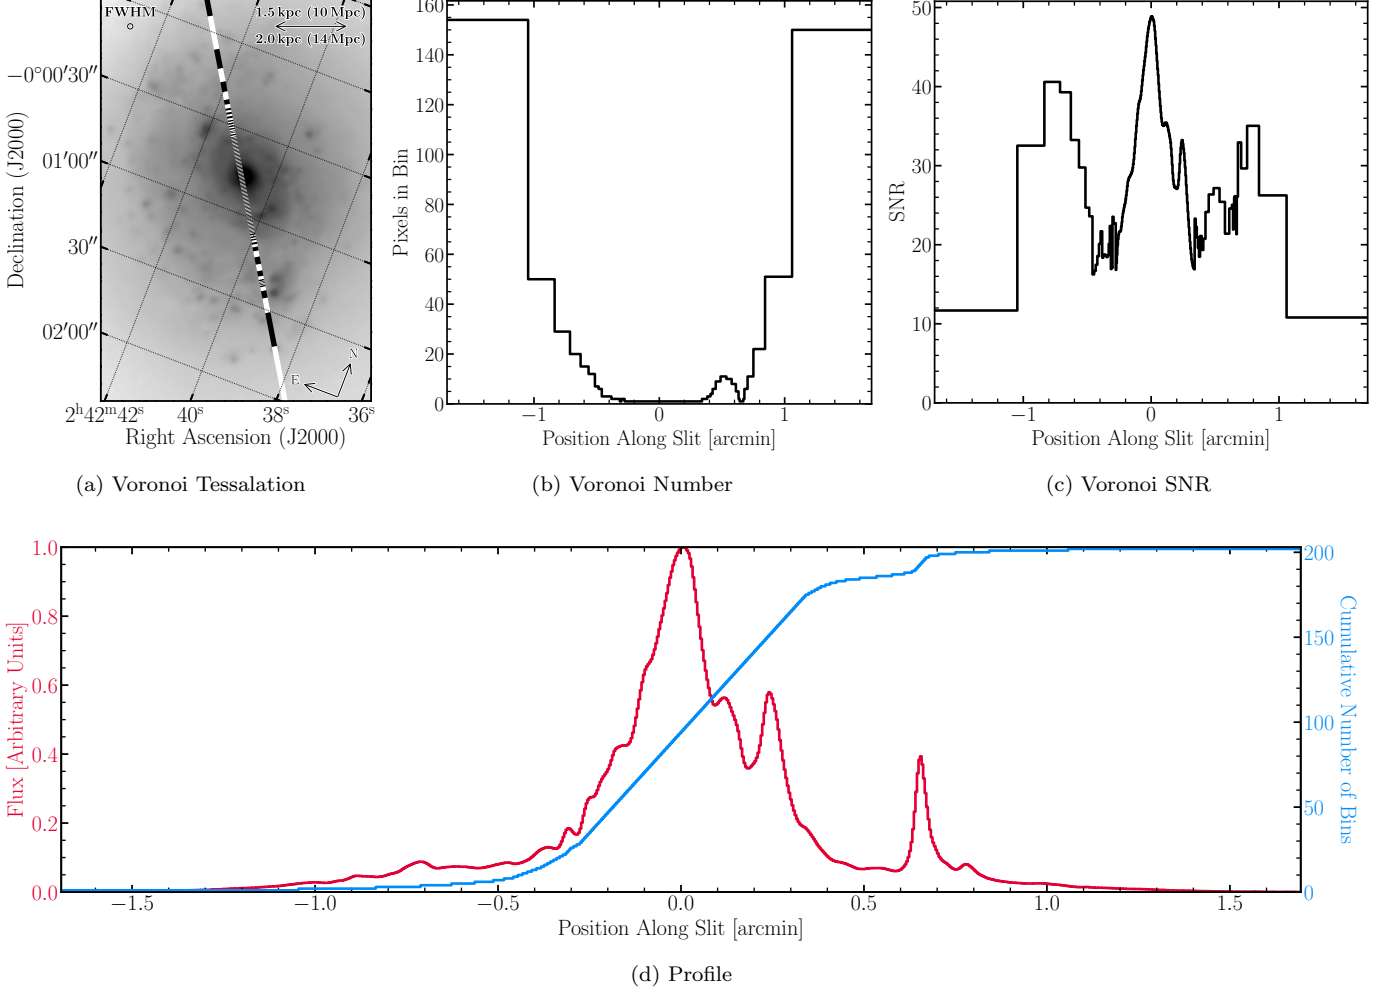 FWHM
1.5 kpc (10 Mpc)
2.0 kpc (14 Mpc)
−0°00′30″
01′00″
30″
02′00″
Declination (J2000)
N
E
2ʰ42ᵐ42ˢ 40ˢ 38ˢ 36ˢ
Right Ascension (J2000)
(a) Voronoi Tessalation
160
140
120
100
80
60
40
20
0
Pixels in Bin
−1 0 1
Position Along Slit [arcmin]
(b) Voronoi Number
50
40
30
20
10
0
SNR
−1 0 1
Position Along Slit [arcmin]
(c) Voronoi SNR
1.0
0.8
0.6
0.4
0.2
0.0
Flux [Arbitrary Units]
200
150
100
50
0
Cumulative Number of Bins
−1.5 −1.0 −0.5 0.0 0.5 1.0 1.5
Position Along Slit [arcmin]
(d) Profile